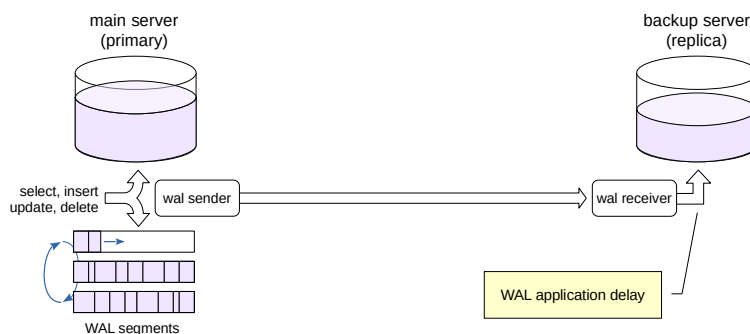 main server
(primary)
backup server
(replica)
select, insert
update, delete
wal sender
wal receiver
WAL application delay
WAL segments